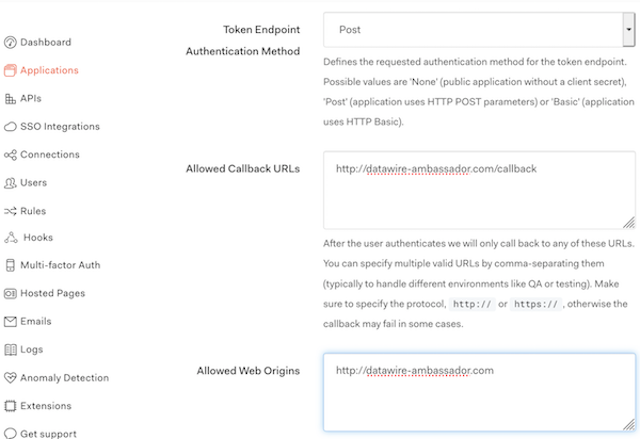 Dashboard
Applications
APIs
SSO Integrations
Connections
Users
Rules
Hooks
Multi-factor Auth
Hosted Pages
Emails
Logs
Anomaly Detection
Extensions
Get support
Token Endpoint
Authentication Method
Post
Defines the requested authentication method for the token endpoint.
Possible values are 'None' (public application without a client secret),
'Post' (application uses HTTP POST parameters) or 'Basic' (application
uses HTTP Basic).
Allowed Callback URLs
http://datawire-ambassador.com/callback
After the user authenticates we will only call back to any of these URLs.
You can specify multiple valid URLs by comma-separating them
(typically to handle different environments like QA or testing). Make
sure to specify the protocol, http:// or https:// , otherwise the
callback may fail in some cases.
Allowed Web Origins
http://datawire-ambassador.com